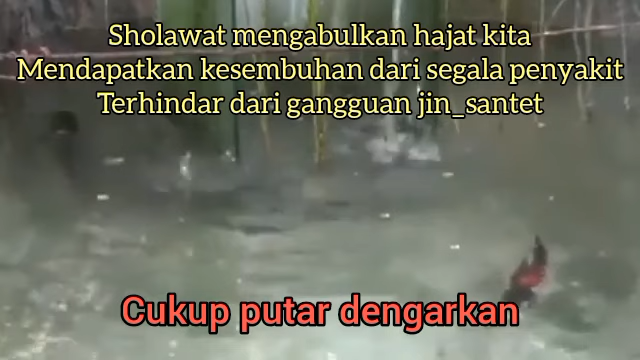 Sholawat mengabulkan hajat kita
Mendapatkan kesembuhan dari segala penyakit
Terhindar dari gangguan jin_santet
Cukup putar dengarkan